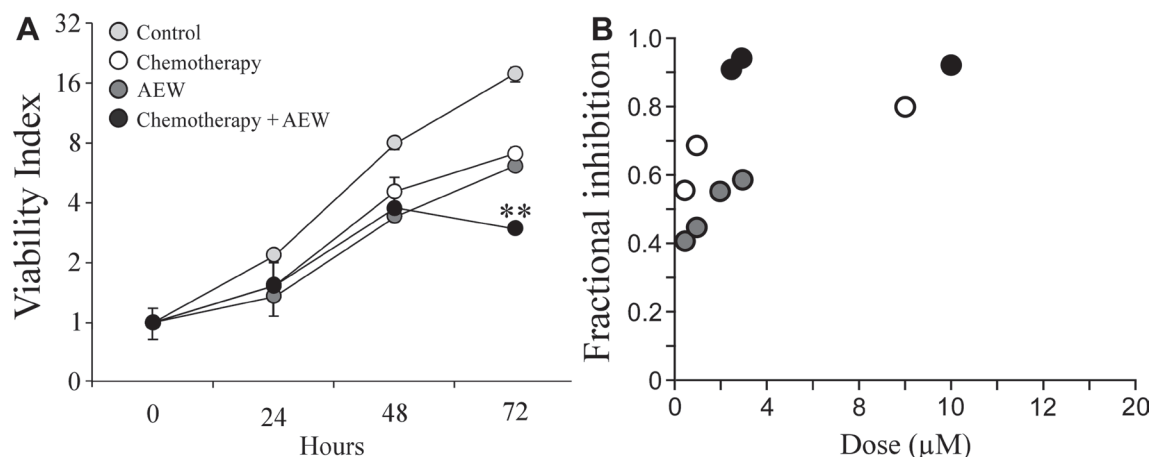 A
Viability Index
32
16
8
4
2
1
0
Control
Chemotherapy
AEW
Chemotherapy + AEW
**
0
24
48
72
Hours
B
Fractional inhibition
1.0
0.8
0.6
0.4
0.2
0
0
4
8
10
12
20
Dose (µM)